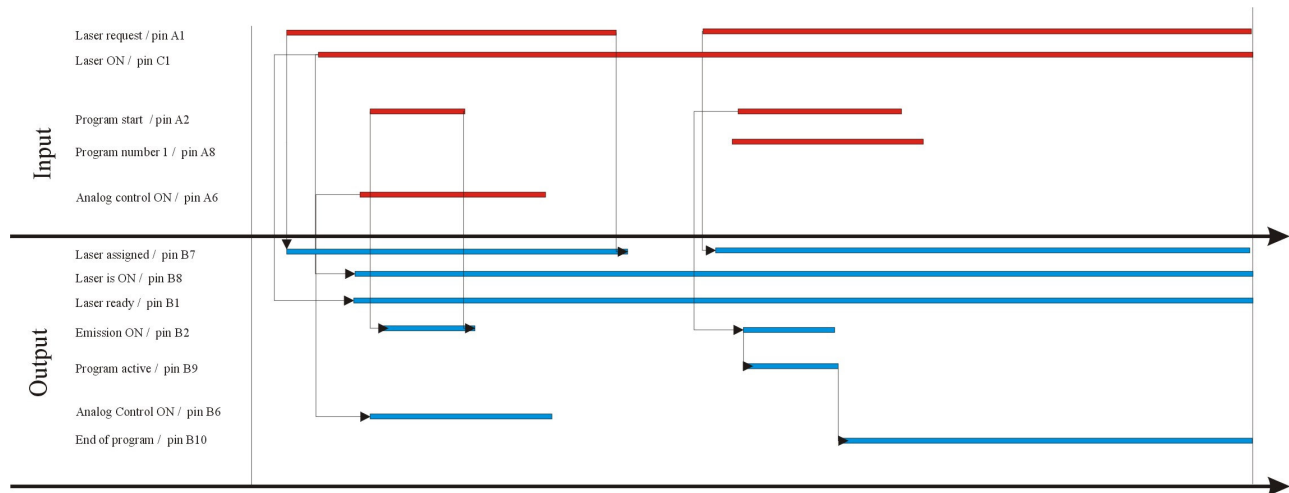 Laser request / pin A1
Laser ON / pin C1
Program start / pin A2
Program number 1 / pin A8
Analog control ON / pin A6
Input
Laser assigned / pin B7
Laser is ON / pin B8
Laser ready / pin B1
Emission ON / pin B2
Program active / pin B9
Analog Control ON / pin B6
End of program / pin B10
Output